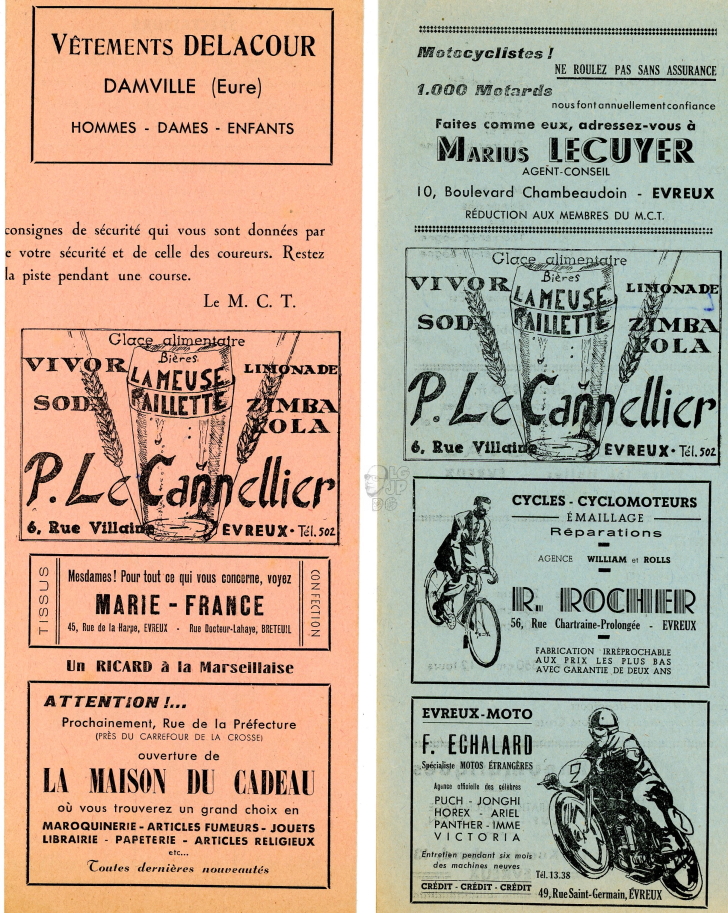 VÊTEMENTS DELACOUR
DAMVILLE (Eure)
HOMMES - DAMES - ENFANTS
consignes de sécurité qui vous sont données par
e votre sécurité et de celle des coureurs. Restez
la piste pendant une course.
Le M. C. T.
Glace alimentaire
Bières
VIVOR
LA MEUSE
LIMONADE
SODA
PAILLETTE
ZIMBA
KOLA
P. Le Cannellier
6, Rue Villaine
EVREUX · Tél. 502
TISSUS
Mesdames ! Pour tout ce qui vous concerne, voyez
MARIE - FRANCE
45, Rue de la Harpe, EVREUX - Rue Docteur-Lahaye, BRETEUIL
CONFECTION
Un RICARD à la Marseillaise
ATTENTION !...
Prochainement, Rue de la Préfecture
(PRÈS DU CARREFOUR DE LA CROSSE)
ouverture de
LA MAISON DU CADEAU
où vous trouverez un grand choix en
MAROQUINERIE - ARTICLES FUMEURS - JOUETS
LIBRAIRIE - PAPETERIE - ARTICLES RELIGIEUX
etc...
Toutes dernières nouveautés
Motocyclistes !
NE ROULEZ PAS SANS ASSURANCE
1.000 Motards
nous font annuellement confiance
Faites comme eux, adressez-vous à
MARIUS LECUYER
AGENT-CONSEIL
10, Boulevard Chambeaudoin - EVREUX
RÉDUCTION AUX MEMBRES DU M.C.T.
Glace alimentaire
Bières
VIVOR
LA MEUSE
LIMONADE
SODA
PAILLETTE
ZIMBA
KOLA
P. Le Cannellier
6, Rue Villaine
EVREUX · Tél. 502
CYCLES - CYCLOMOTEURS
ÉMAILLAGE
Réparations
AGENCE WILLIAM et ROLLS
R. ROCHER
56, Rue Chartraine-Prolongée - EVREUX
FABRICATION IRRÉPROCHABLE
AUX PRIX LES PLUS BAS
AVEC GARANTIE DE DEUX ANS
EVREUX-MOTO
F. ECHALARD
Spécialiste MOTOS ÉTRANGÈRES
Agence officielle des célèbres
PUCH - JONGHI
HOREX - ARIEL
PANTHER - IMME
VICTORIA
Entretien pendant six mois
des machines neuves
CRÉDIT - CRÉDIT - CRÉDIT
Tél. 13.38
49, Rue Saint-Germain, ÉVREUX
7